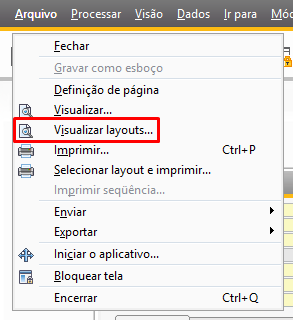 Arquivo Processar Visão Dados Ir para Mód
Fechar
Gravar como esboço
Definição de página
Visualizar...
Visualizar layouts...
Imprimir... Ctrl+P
Selecionar layout e imprimir...
Imprimir seqüência...
Enviar
Exportar
Iniciar o aplicativo...
Bloquear tela
Encerrar Ctrl+Q